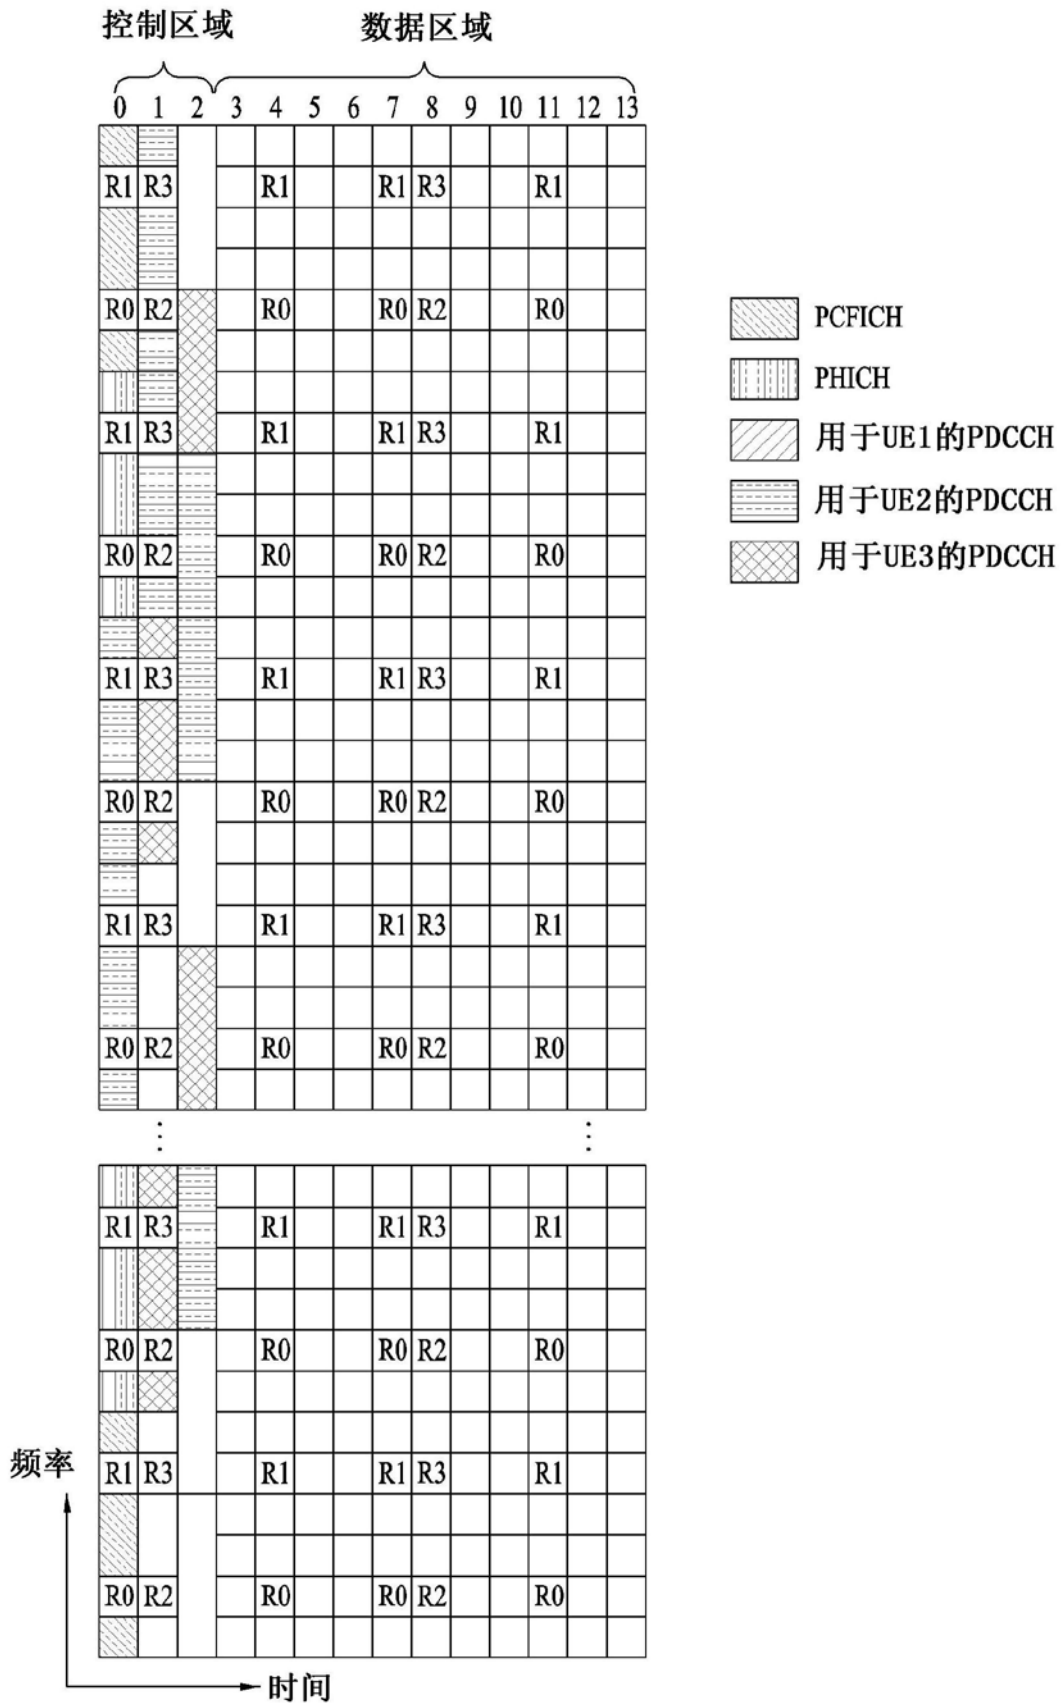 控制区域 数据区域
0 1 2 3 4 5 6 7 8 9 10 11 12 13
R1 R3 R1 R1 R3 R1
R0 R2 R0 R0 R2 R0
R1 R3 R1 R1 R3 R1
R0 R2 R0 R0 R2 R0
R1 R3 R1 R1 R3 R1
R0 R2 R0 R0 R2 R0
R1 R3 R1 R1 R3 R1
R0 R2 R0 R0 R2 R0
R1 R3 R1 R1 R3 R1
R0 R2 R0 R0 R2 R0
R1 R3 R1 R1 R3 R1
R0 R2 R0 R0 R2 R0
PCFICH
PHICH
用于UE1的PDCCH
用于UE2的PDCCH
用于UE3的PDCCH
频率
时间